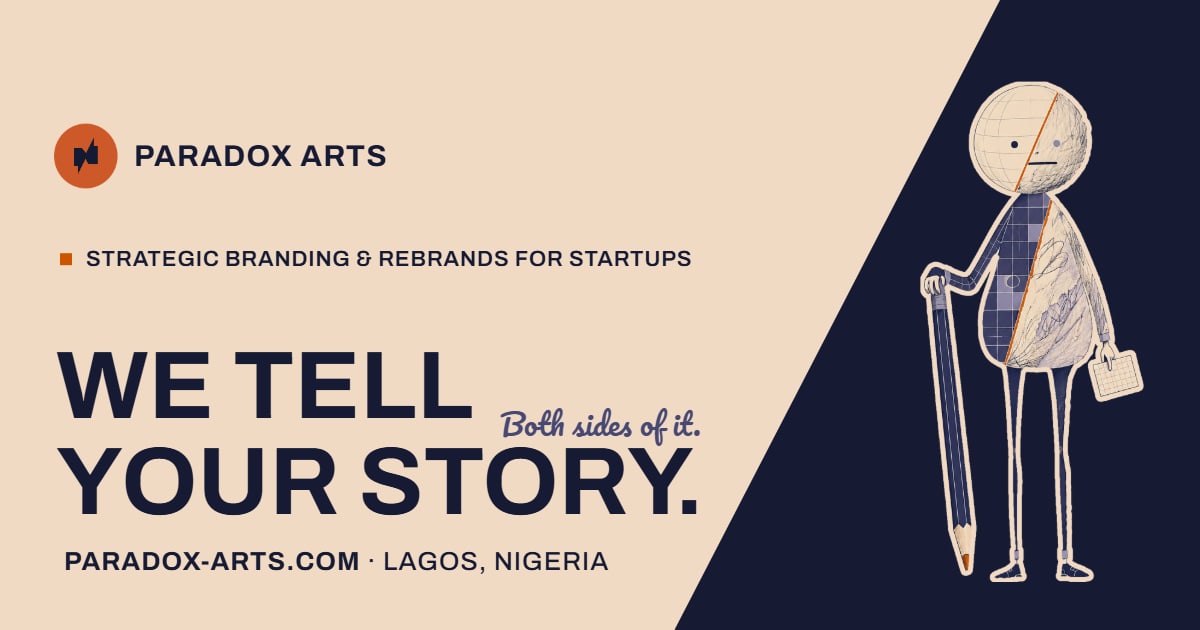 PARADOX ARTS
STRATEGIC BRANDING & REBRANDS FOR STARTUPS
WE TELL
Both sides of it.
YOUR STORY.
PARADOX-ARTS.COM · LAGOS, NIGERIA